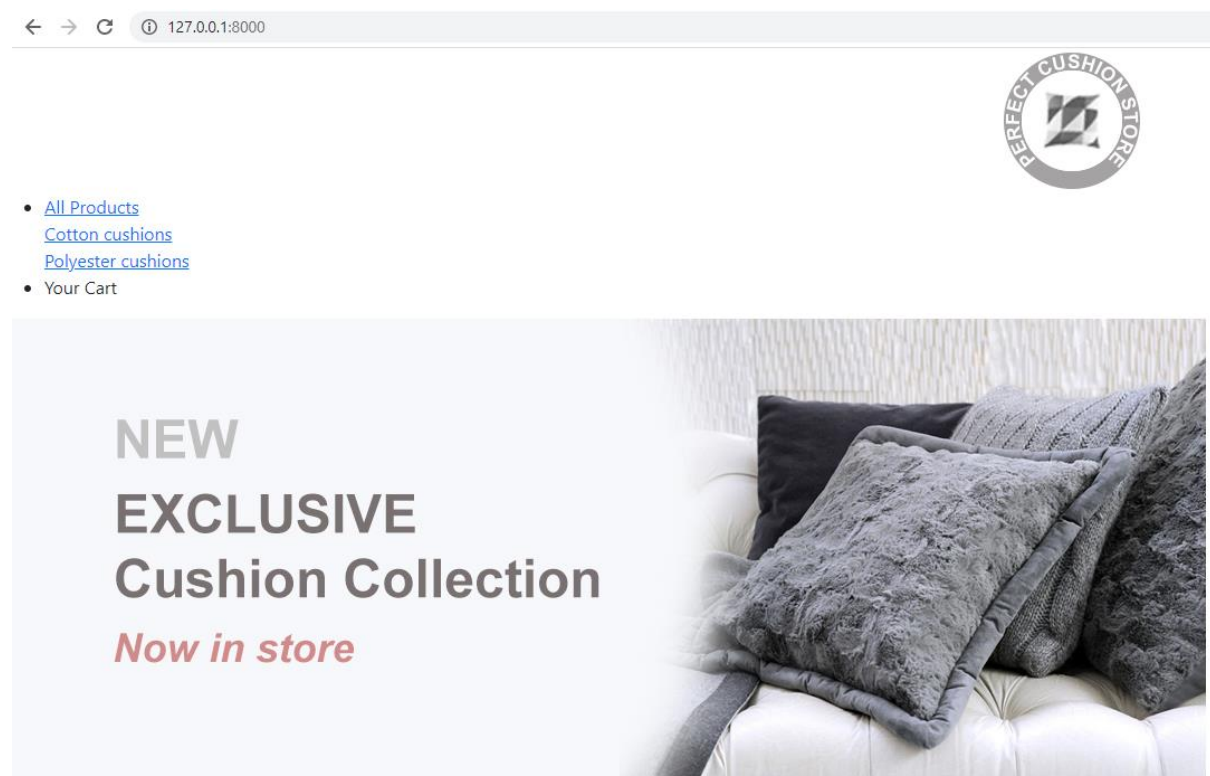 127.0.0.1:8000
PERFECT CUSHION STORE
All Products
Cotton cushions
Polyester cushions
Your Cart
NEW
EXCLUSIVE
Cushion Collection
Now in store